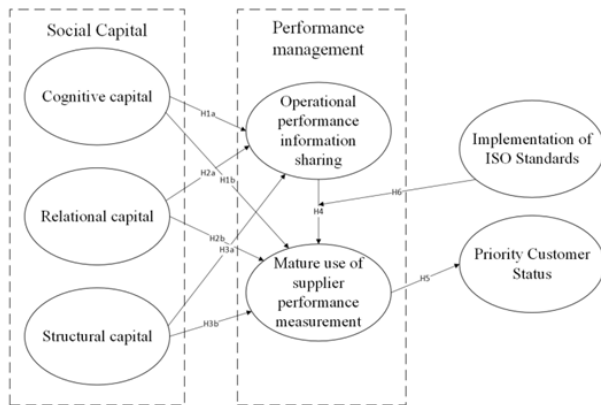 Social Capital
Performance
management
Cognitive capital
Operational
performance
information
sharing
Implementation of
ISO Standards
Relational capital
Priority Customer
Status
Mature use of
supplier
performance
measurement
Structural capital
H1a
H2a
H1b
H2b
H3a
H3b
H4
H6
H5